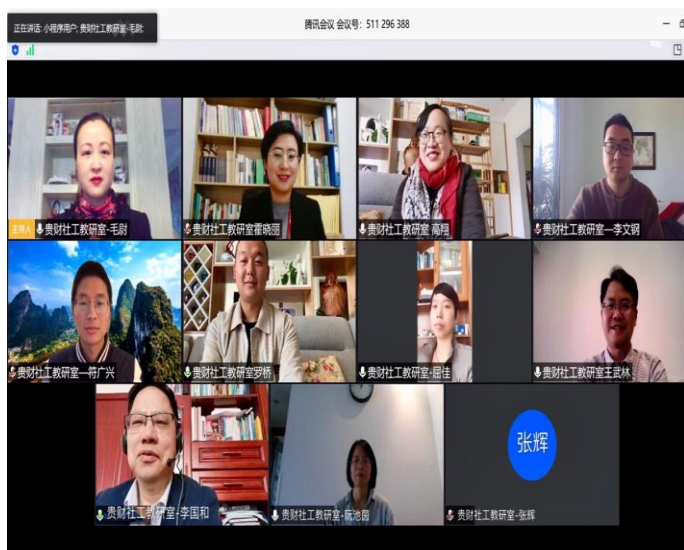 正在讲话: 小程序用户; 贵财社工教研室-毛尉;
腾讯会议 会议号: 511 296 388
主持人 贵财社工教研室-毛尉
贵财社工教研室霍晓丽
贵财社工教研室 高翔
贵财社工教研室—李文钢
贵财社工教研室—符广兴
贵财社工教研室罗桥
贵财社工教研室-屈佳
贵财社工教研室王武林
贵财社工教研室-李国和
贵财社工教研室-阮池茵
张辉
贵财社工教研室-张辉